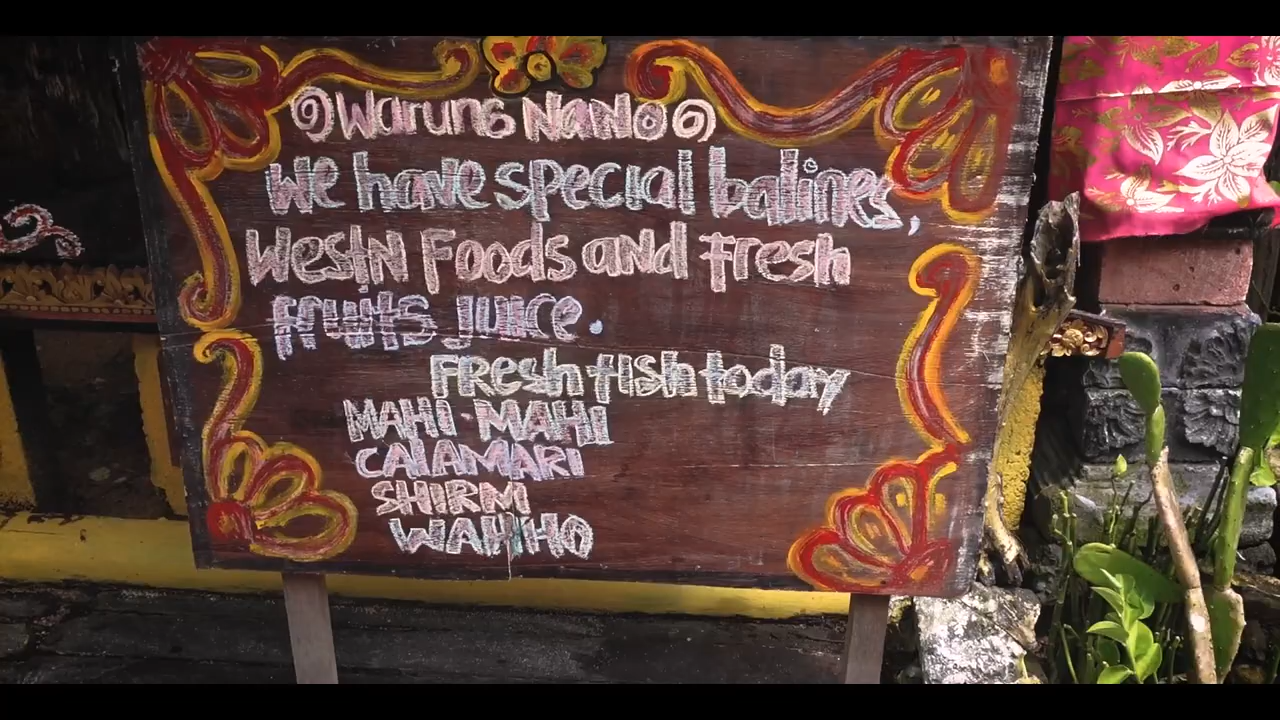 Warung Nano
We have special balines,
Westn Foods and fresh
fruits juice.
Fresh fish today
MAHI-MAHI
CALAMARI
SHIRM
WAHHO